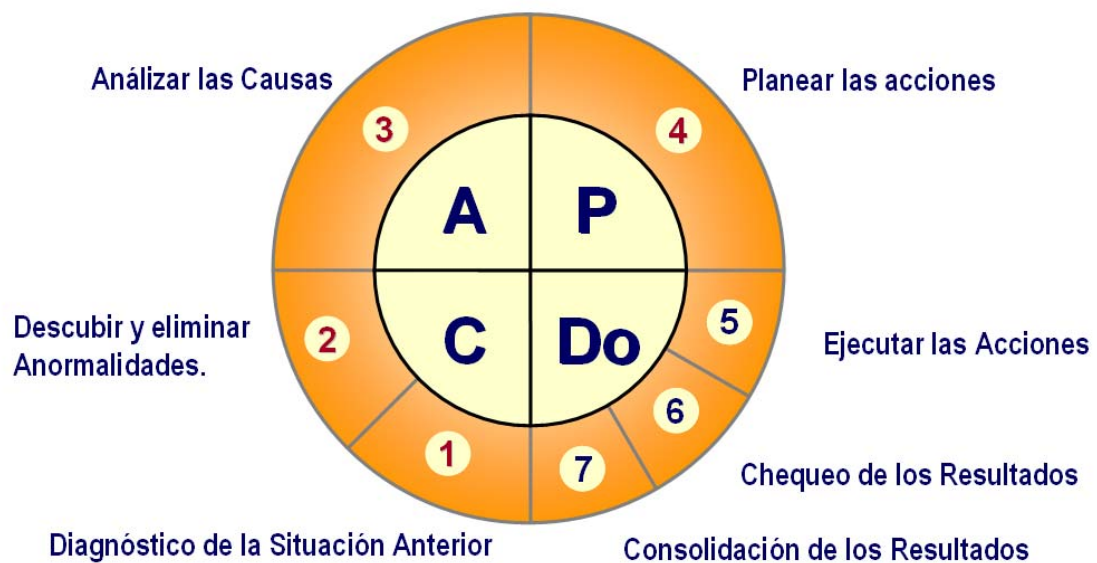 Análizar las Causas
Planear las acciones
3
4
A
P
Descubir y eliminar
Anormalidades.
2
C
Do
5
Ejecutar las Acciones
6
1
7
Chequeo de los Resultados
Diagnóstico de la Situación Anterior
Consolidación de los Resultados